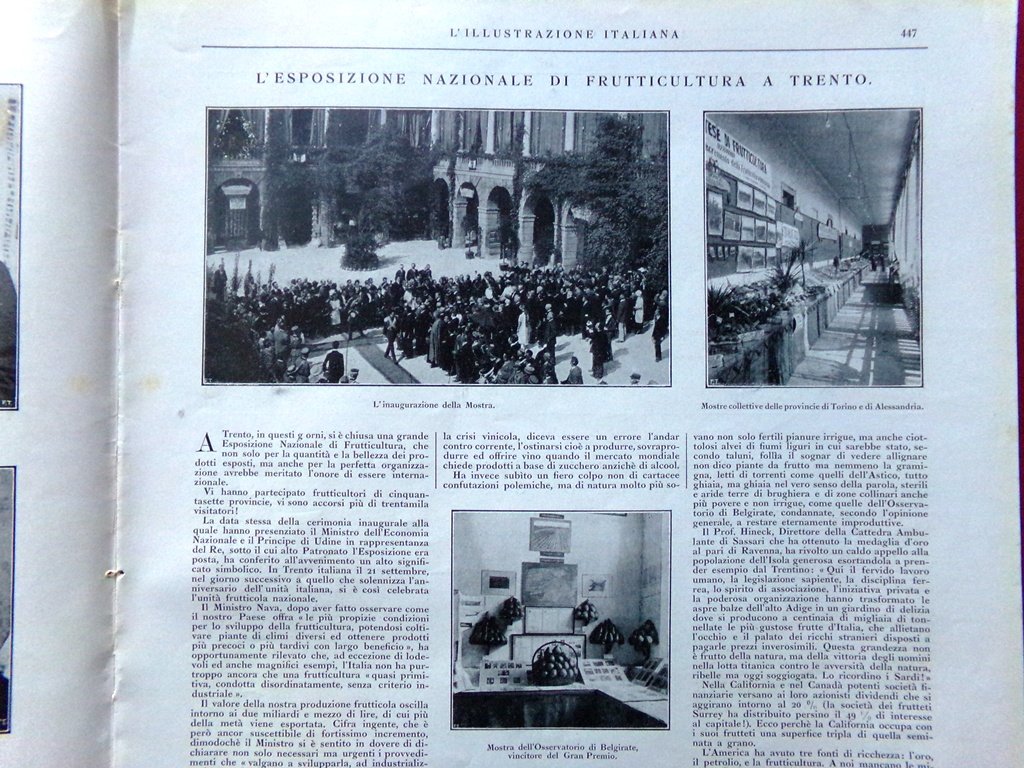 L'ILLUSTRAZIONE ITALIANA
447
L'ESPOSIZIONE NAZIONALE DI FRUTTICULTURA A TRENTO.
ESE DI FRUTTICULTURA
L'inaugurazione della Mostra.
Mostre collettive delle provincie di Torino e di Alessandria.
A Trento, in questi g orni, si è chiusa una grande
Esposizione Nazionale di Frutticultura, che
non solo per la quantità e la bellezza dei pro-
dotti esposti, ma anche per la perfetta organizza-
zione avrebbe meritato l'onore di essere interna-
zionale.
Vi hanno partecipato frutticultori di cinquan-
tasette provincie, vi sono accorsi più di trentamila
visitatori!
La data stessa della cerimonia inaugurale alla
quale hanno presenziato il Ministro dell'Economia
Nazionale e il Principe di Udine in rappresentanza
del Re, sotto il cui alto Patronato l'Esposizione era
posta, ha conferito all'avvenimento un alto signifi-
cato simbolico. In Trento italiana il 21 settembre,
nel giorno successivo a quello che solennizza l'an-
niversario dell'unità italiana, si è così celebrata
l'unità frutticola nazionale.
Il Ministro Nava, dopo aver fatto osservare come
il nostro Paese offra « le più propizie condizioni
per lo sviluppo della frutticultura, potendosi colti-
vare piante di climi diversi ed ottenere prodotti
più precoci o più tardivi con largo beneficio », ha
opportunamente rilevato che, ad eccezione di lode-
voli ed anche magnifici esempi, l'Italia non ha pur-
troppo ancora che una frutticultura « quasi primi-
tiva, condotta disordinatamente, senza criterio in-
dustriale ».
Il valore della nostra produzione frutticola oscilla
intorno ai due miliardi e mezzo di lire, di cui più
della metà viene esportata. Cifra ingente, che è
però ancor suscettibile di fortissimo incremento,
dimodochè il Ministro si è sentito in dovere di di-
chiarare non solo necessari ma urgenti i provvedi-
menti che « valgano a svilupparla, ad industrializ-
la crisi vinicola, diceva essere un errore l'andar
contro corrente, l'ostinarsi cioè a produrre, sovrapro-
durre ed offrire vino quando il mercato mondiale
chiede prodotti a base di zucchero anzichè di alcool.
Ha invece subìto un fiero colpo non di cartacee
confutazioni polemiche, ma di natura molto più so-
Mostra dell'Osservatorio di Belgirate,
vincitore del Gran Premio.
vano non solo fertili pianure irrigue, ma anche ciot-
tolosi alvei di fiumi liguri in cui sarebbe stato, se-
condo taluni, follìa il sognar di vedere allignare
non dico piante da frutto ma nemmeno la grami-
gna, letti di torrenti come quelli dell'Astico, tutto
ghiaia, ma ghiaia nel vero senso della parola, sterili
e aride terre di brughiera e di zone collinari anche
più povere e non irrigue, come quelle dell'Osserva-
torio di Belgirate, condannate, secondo l'opinione
generale, a restare eternamente improduttive.
Il Prof. Hineck, Direttore della Cattedra Ambu-
lante di Sassari che ha ottenuto la medaglia d'oro
al pari di Ravenna, ha rivolto un caldo appello alla
popolazione dell'Isola generosa esortandola a pren-
der esempio dal Trentino: « Qui il fervido lavoro
umano, la legislazione sapiente, la disciplina fer-
rea, lo spirito di associazione, l'iniziativa privata e
la poderosa organizzazione hanno trasformato le
aspre balze dell'alto Adige in un giardino di delizia
dove si producono a centinaia di migliaia di ton-
nellate le più gustose frutte d'Italia, che allietano
l'occhio e il palato dei ricchi stranieri disposti a
pagarle prezzi inverosimili. Questa grandezza non
è frutto della natura, ma della vittoria degli uomini
nella lotta titanica contro le avversità della natura,
ribelle ma oggi soggiogata. Lo ricordino i Sardi! »
Nella California e nel Canadà potenti società fi-
nanziarie versano ai loro azionisti dividendi che si
aggirano intorno al 20 % (la società dei frutteti
Surrey ha distribuito persino il 49 % di interesse
al capitale!). Ecco perchè la California occupa con
i suoi frutteti una superfice tripla di quella semi-
nata a grano.
L'America ha avuto tre fonti di ricchezza: l'oro,
il petrolio, e la frutticultura. A noi mancano le mi-